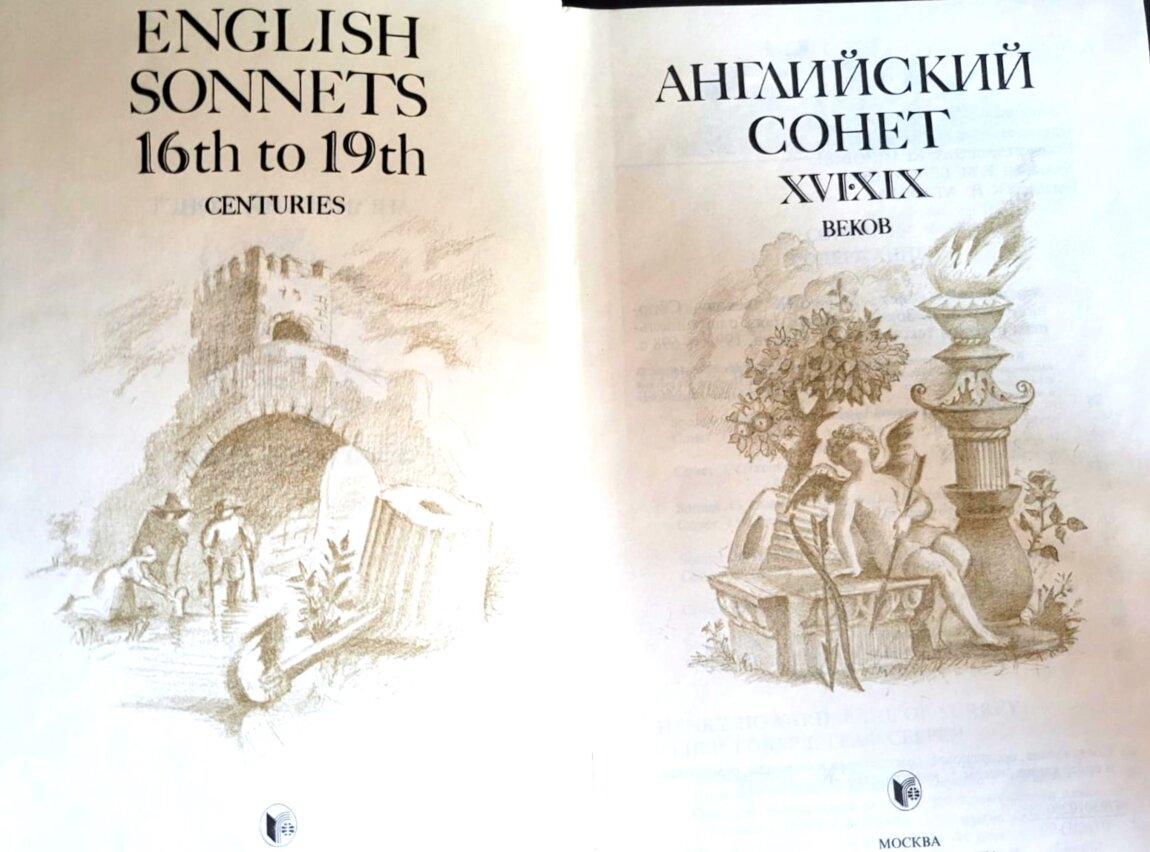 ENGLISH
SONNETS
16th to 19th
CENTURIES
АНГЛИЙСКИЙ
СОНЕТ
XVI·XIX
ВЕКОВ
МОСКВА